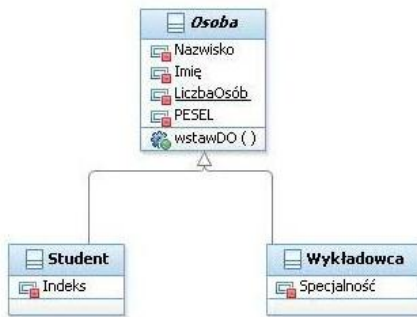 Osoba
Nazwisko
Imię
LiczbaOsób
PESEL
wstawDO ( )
Student
Indeks
Wykładowca
Specjalność